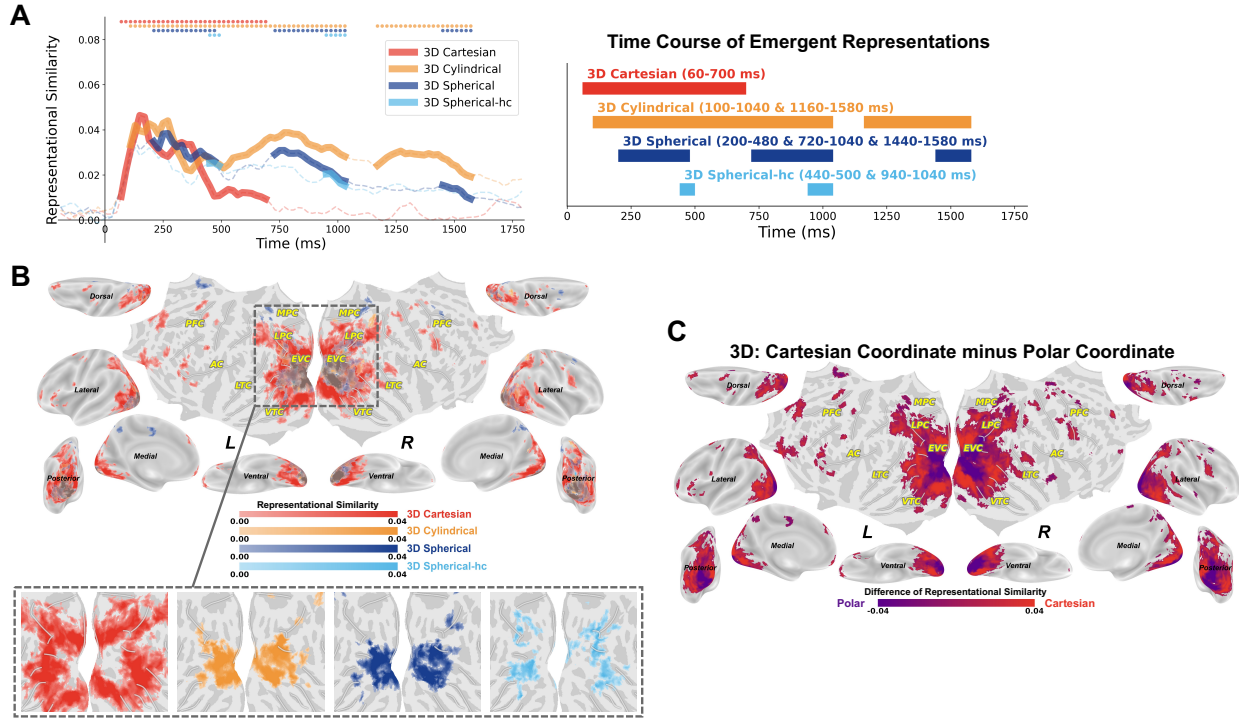 A
Representational Similarity
0.08
0.06
0.04
0.02
0.00
3D Cartesian
3D Cylindrical
3D Spherical
3D Spherical-hc
0 250 500 750 1000 1250 1500 1750
Time (ms)
Time Course of Emergent Representations
3D Cartesian (60-700 ms)
3D Cylindrical (100-1040 & 1160-1580 ms)
3D Spherical (200-480 & 720-1040 & 1440-1580 ms)
3D Spherical-hc (440-500 & 940-1040 ms)
0 250 500 750 1000 1250 1500 1750
Time (ms)
B
Dorsal
Lateral
Medial
Posterior
Ventral
PFC
AC
MPC
LPC
EVC
LTC
VTC
L
R
MPC
LPC
EVC
LTC
VTC
PFC
AC
Dorsal
Lateral
Medial
Posterior
Ventral
Representational Similarity
0.00 0.04 3D Cartesian
0.00 0.04 3D Cylindrical
0.00 0.04 3D Spherical
0.00 0.04 3D Spherical-hc
C
3D: Cartesian Coordinate minus Polar Coordinate
Dorsal
Lateral
Medial
Posterior
Ventral
PFC
AC
MPC
LPC
EVC
LTC
VTC
L
R
MPC
LPC
EVC
LTC
VTC
PFC
AC
Dorsal
Lateral
Medial
Posterior
Ventral
Difference of Representational Similarity
Polar -0.04 0.04 Cartesian